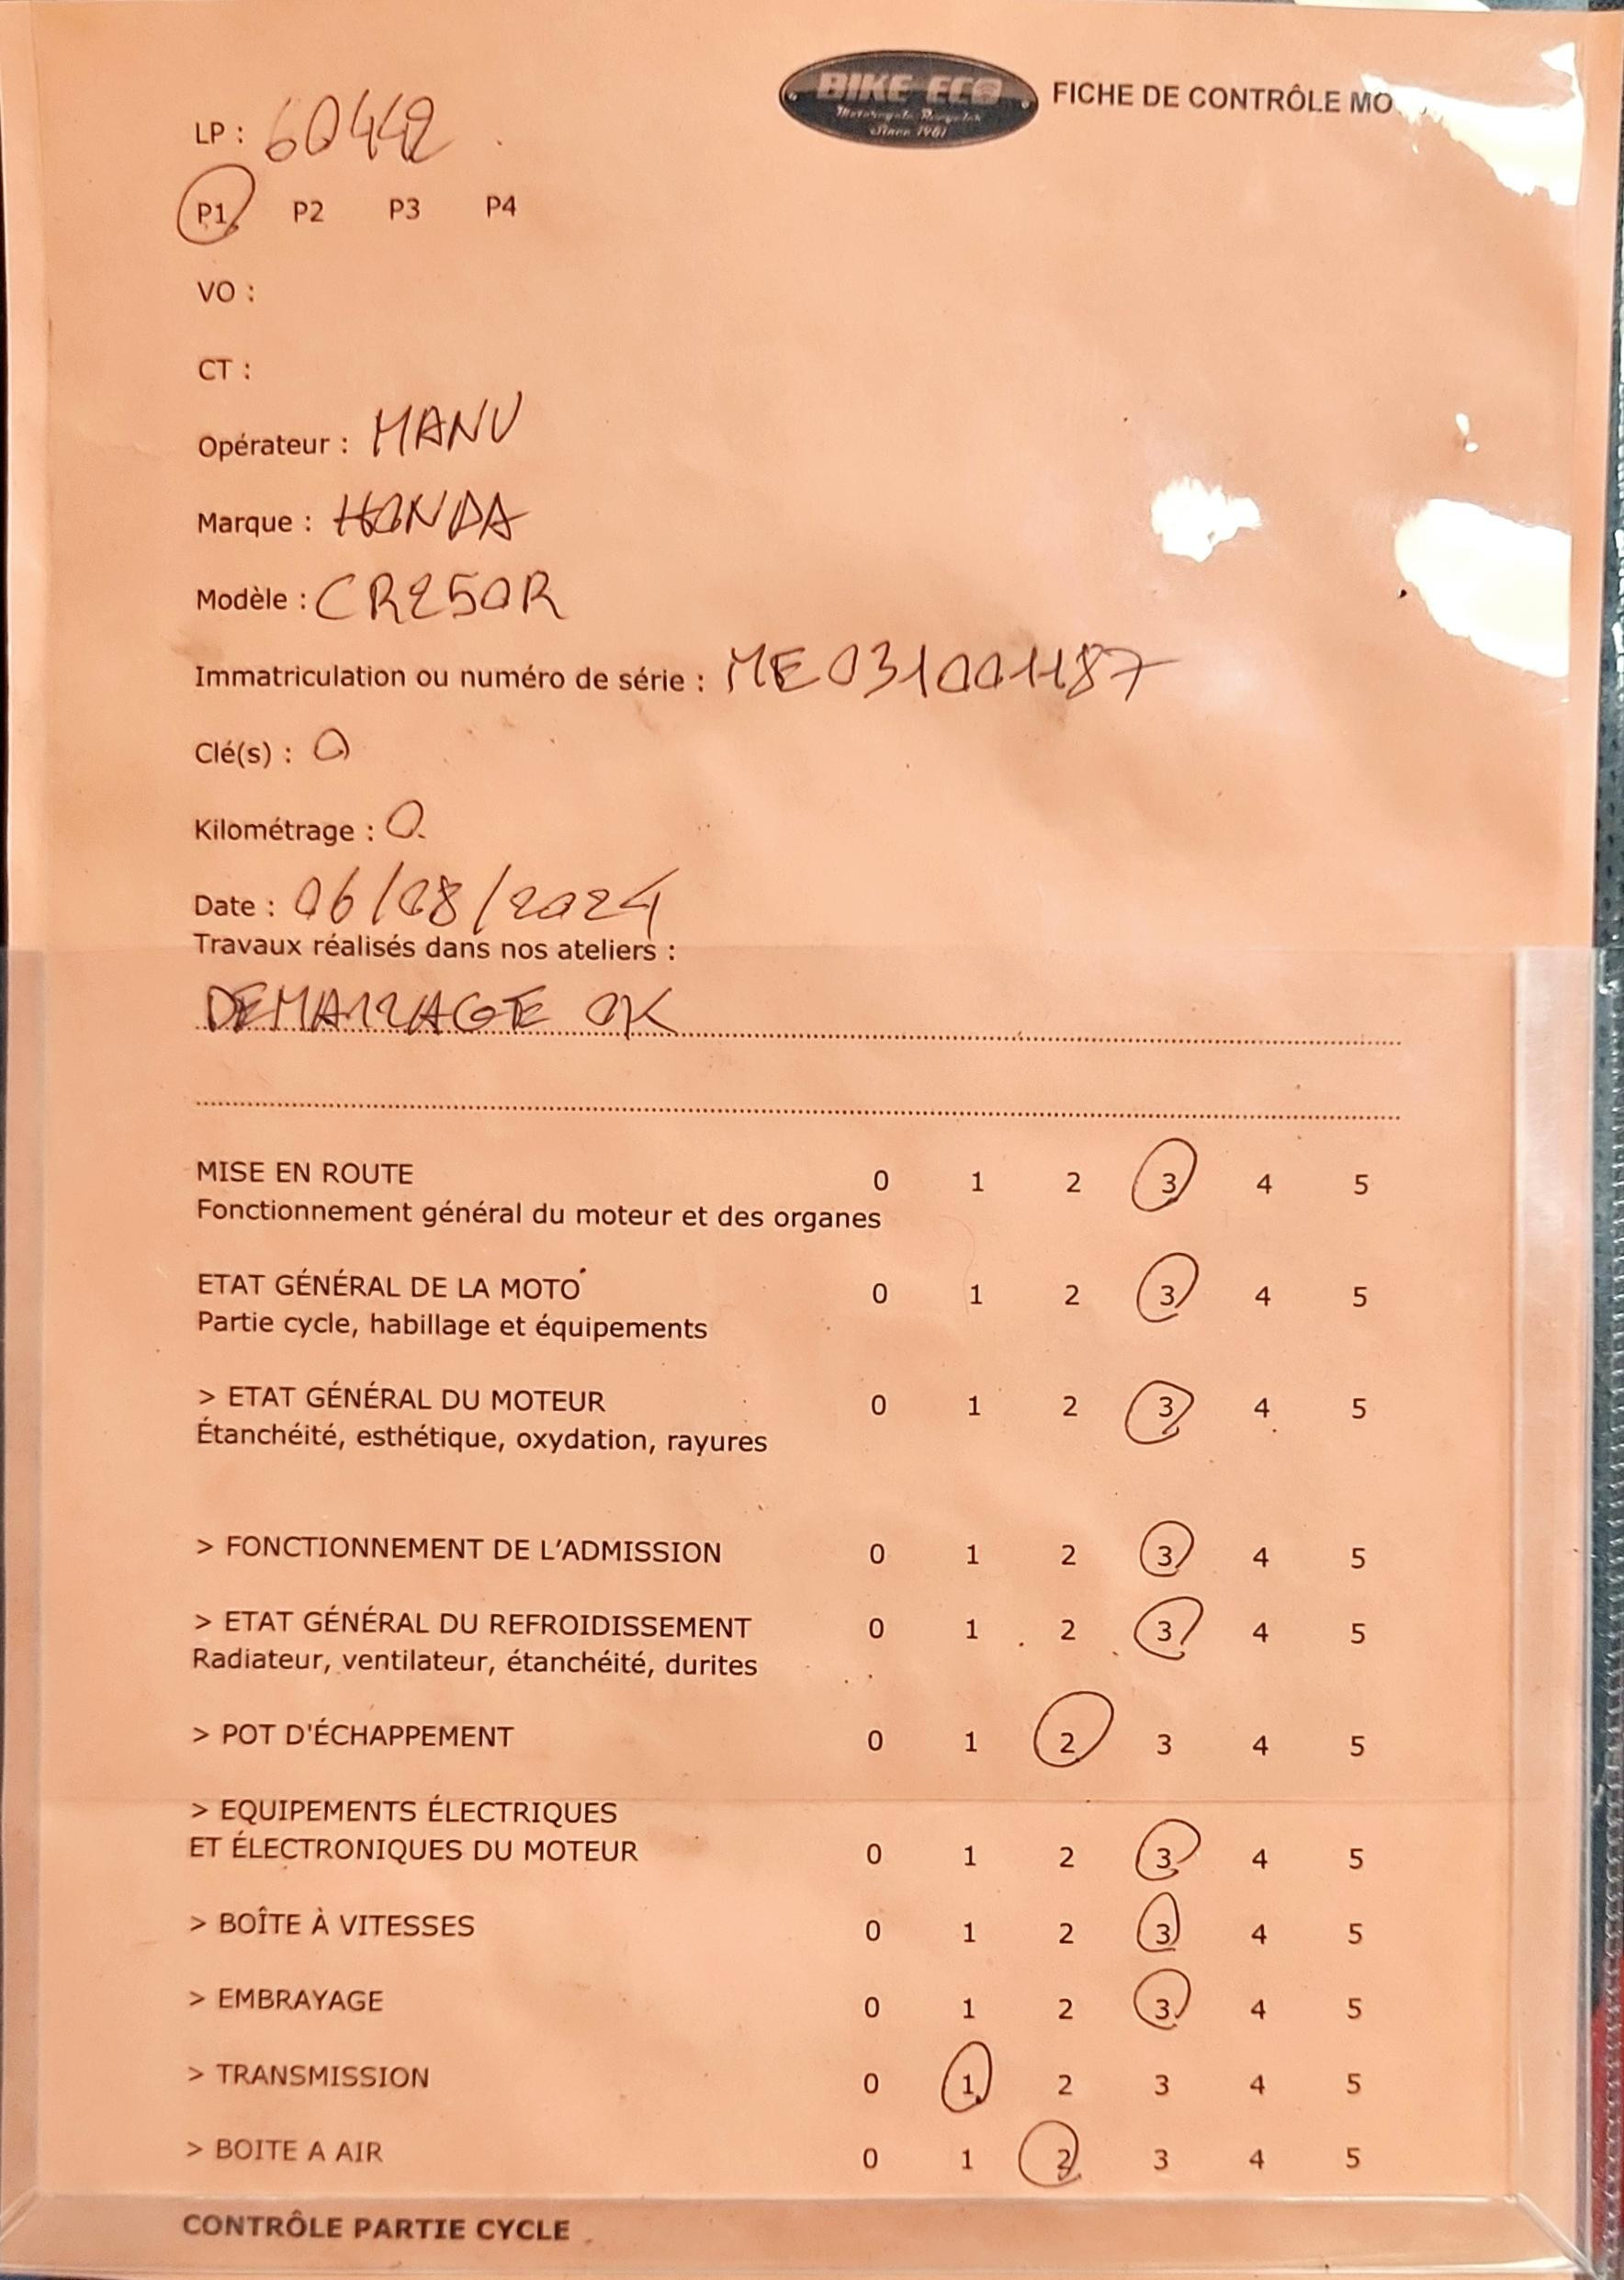 BIKE ECO
Motorcycle Recycler
Since 1981
FICHE DE CONTRÔLE
LP : 60442
P1 P2 P3 P4
VO :
CT :
Opérateur : MANU
Marque : HONDA
Modèle : CR250R
Immatriculation ou numéro de série : ME031001187
Clé(s) : 0
Kilométrage : 0
Date : 06/08/2024
Travaux réalisés dans nos ateliers :
DEMARRAGE OK
MISE EN ROUTE 0 1 2 3 4 5
Fonctionnement général du moteur et des organes
ETAT GÉNÉRAL DE LA MOTO 0 1 2 3 4 5
Partie cycle, habillage et équipements
> ETAT GÉNÉRAL DU MOTEUR 0 1 2 3 4 5
Étanchéité, esthétique, oxydation, rayures
> FONCTIONNEMENT DE L'ADMISSION 0 1 2 3 4 5
> ETAT GÉNÉRAL DU REFROIDISSEMENT 0 1 2 3 4 5
Radiateur, ventilateur, étanchéité, durites
> POT D'ÉCHAPPEMENT 0 1 2 3 4 5
> EQUIPEMENTS ÉLECTRIQUES
ET ÉLECTRONIQUES DU MOTEUR 0 1 2 3 4 5
> BOÎTE À VITESSES 0 1 2 3 4 5
> EMBRAYAGE 0 1 2 3 4 5
> TRANSMISSION 0 1 2 3 4 5
> BOITE A AIR 0 1 2 3 4 5
CONTRÔLE PARTIE CYCLE